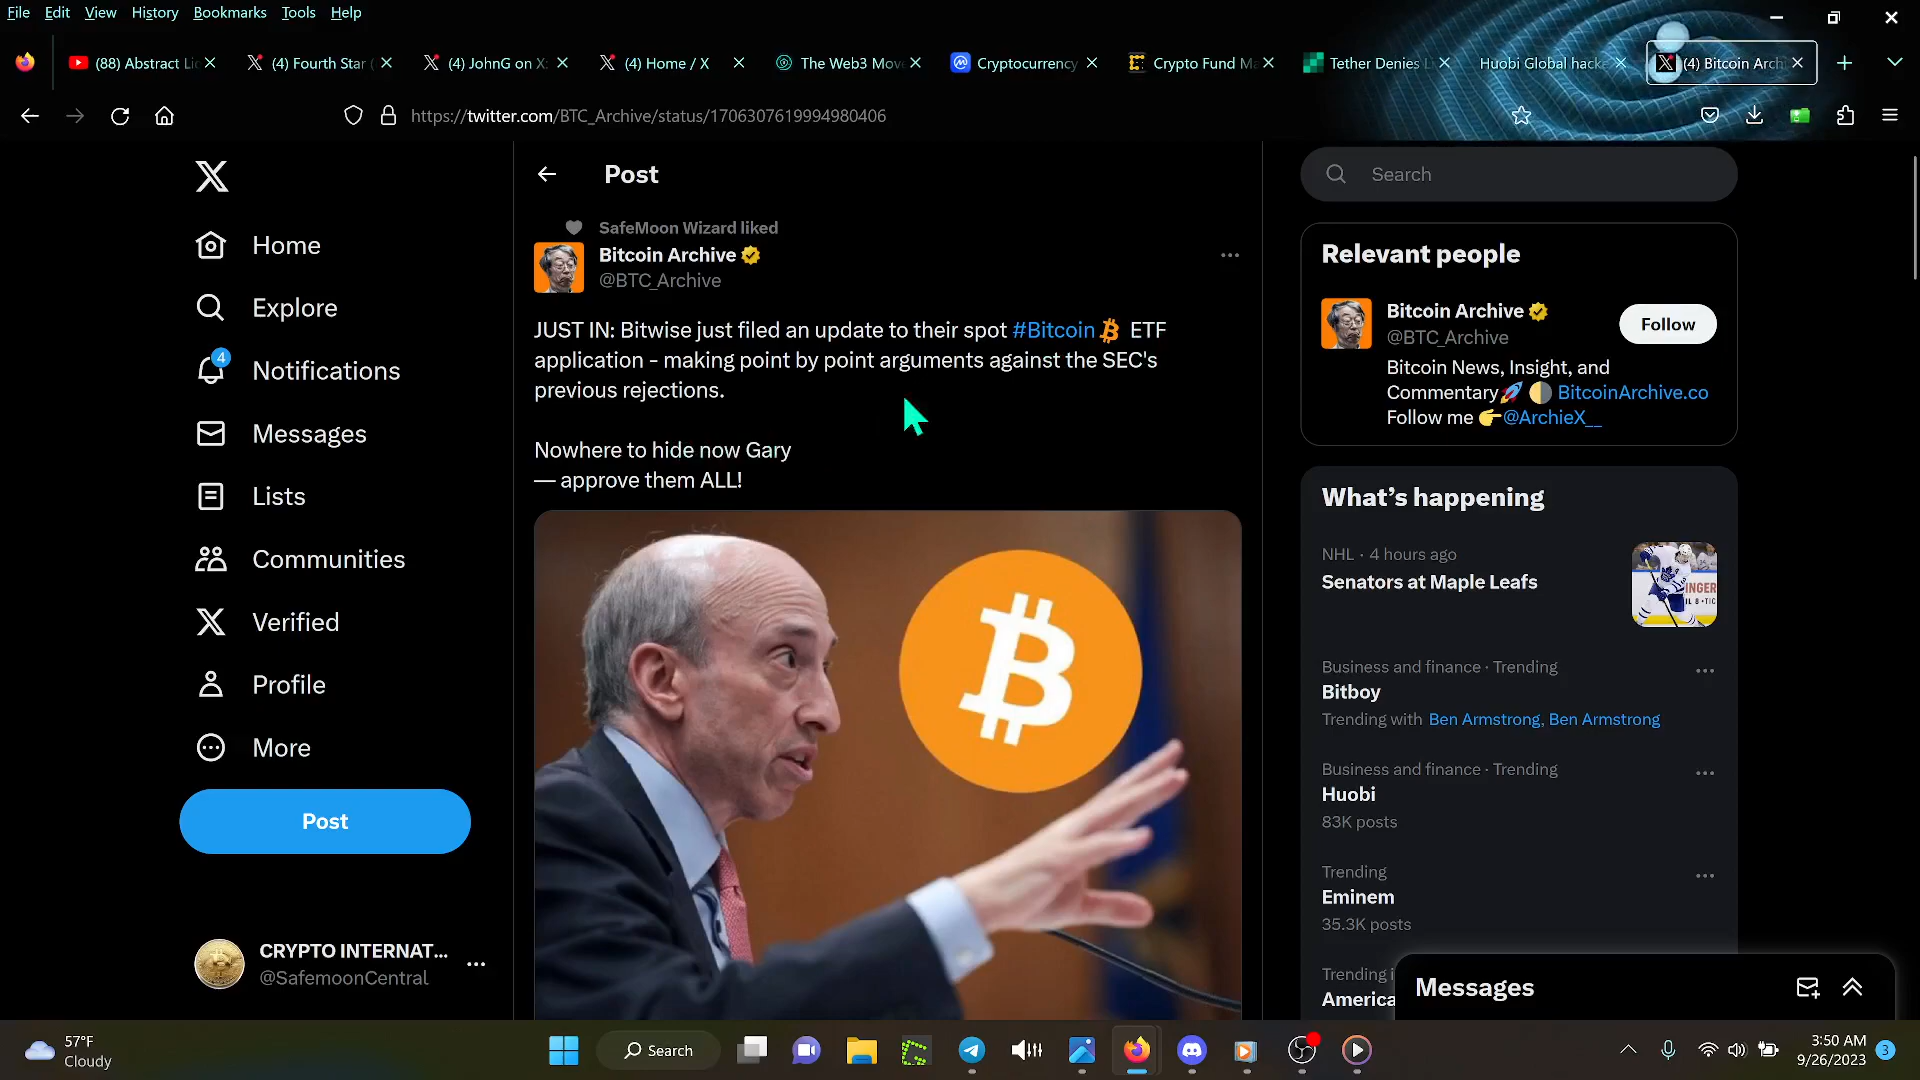 File Edit View History Bookmarks Tools Help
(88) Abstract Li
(4) Fourth Star (
(4) JohnG on X:
(4) Home / X
The Web3 Mov
Cryptocurrency
Crypto Fund Ma
Tether Denies L
Huobi Global hacke
(4) Bitcoin Arch
https://twitter.com/BTC_Archive/status/1706307619994980406
Home
Explore
4
Notifications
Messages
Lists
Communities
Verified
Profile
More
Post
CRYPTO INTERNAT...
@SafemoonCentral
Post
SafeMoon Wizard liked
Bitcoin Archive
@BTC_Archive
JUST IN: Bitwise just filed an update to their spot #Bitcoin ETF
application - making point by point arguments against the SEC's
previous rejections.
Nowhere to hide now Gary
— approve them ALL!
Search
Relevant people
Bitcoin Archive
@BTC_Archive
Follow
Bitcoin News, Insight, and
Commentary🚀 🌗 BitcoinArchive.co
Follow me 👉@ArchieX__
What’s happening
NHL · 4 hours ago
Senators at Maple Leafs
Business and finance · Trending
Bitboy
Trending with Ben Armstrong, Ben Armstrong
Business and finance · Trending
Huobi
83K posts
Trending
Eminem
35.3K posts
Trending i
America
Messages
57°F
Cloudy
Search
3:50 AM
9/26/2023
3